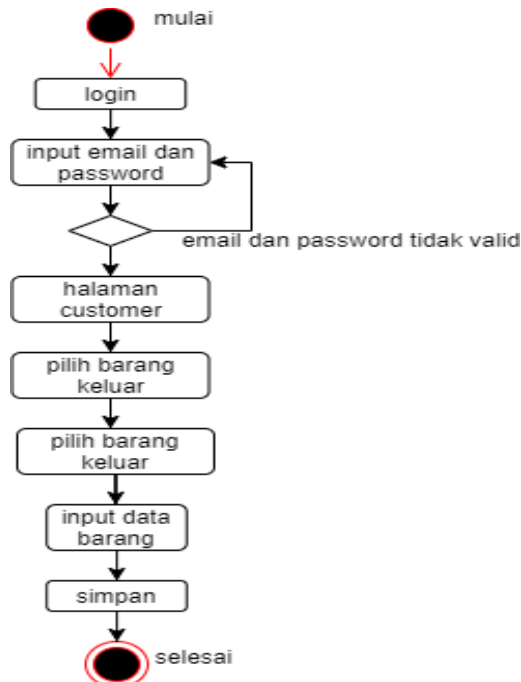 mulai
login
input email dan
password
email dan password tidak valid
halaman
customer
pilih barang
keluar
pilih barang
keluar
input data
barang
simpan
selesai